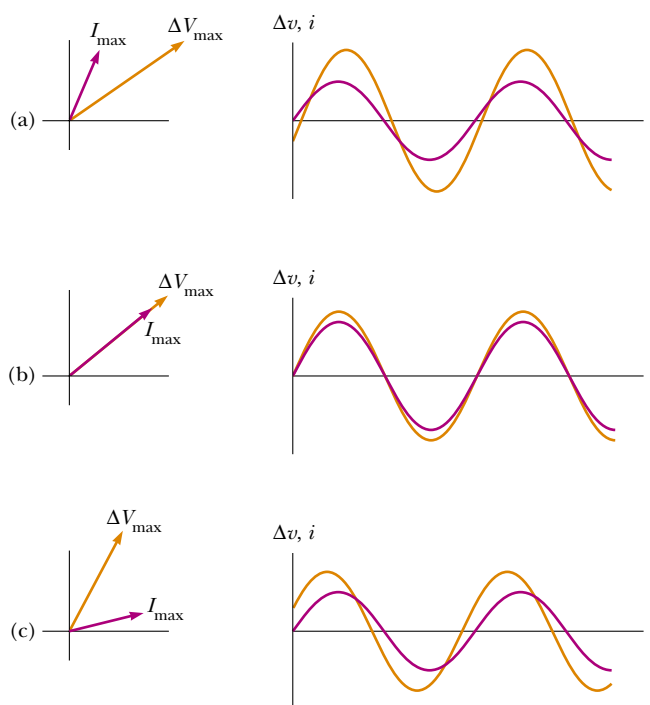 I_max
ΔV_max
Δv, i
(a)
ΔV_max
I_max
Δv, i
(b)
ΔV_max
I_max
Δv, i
(c)